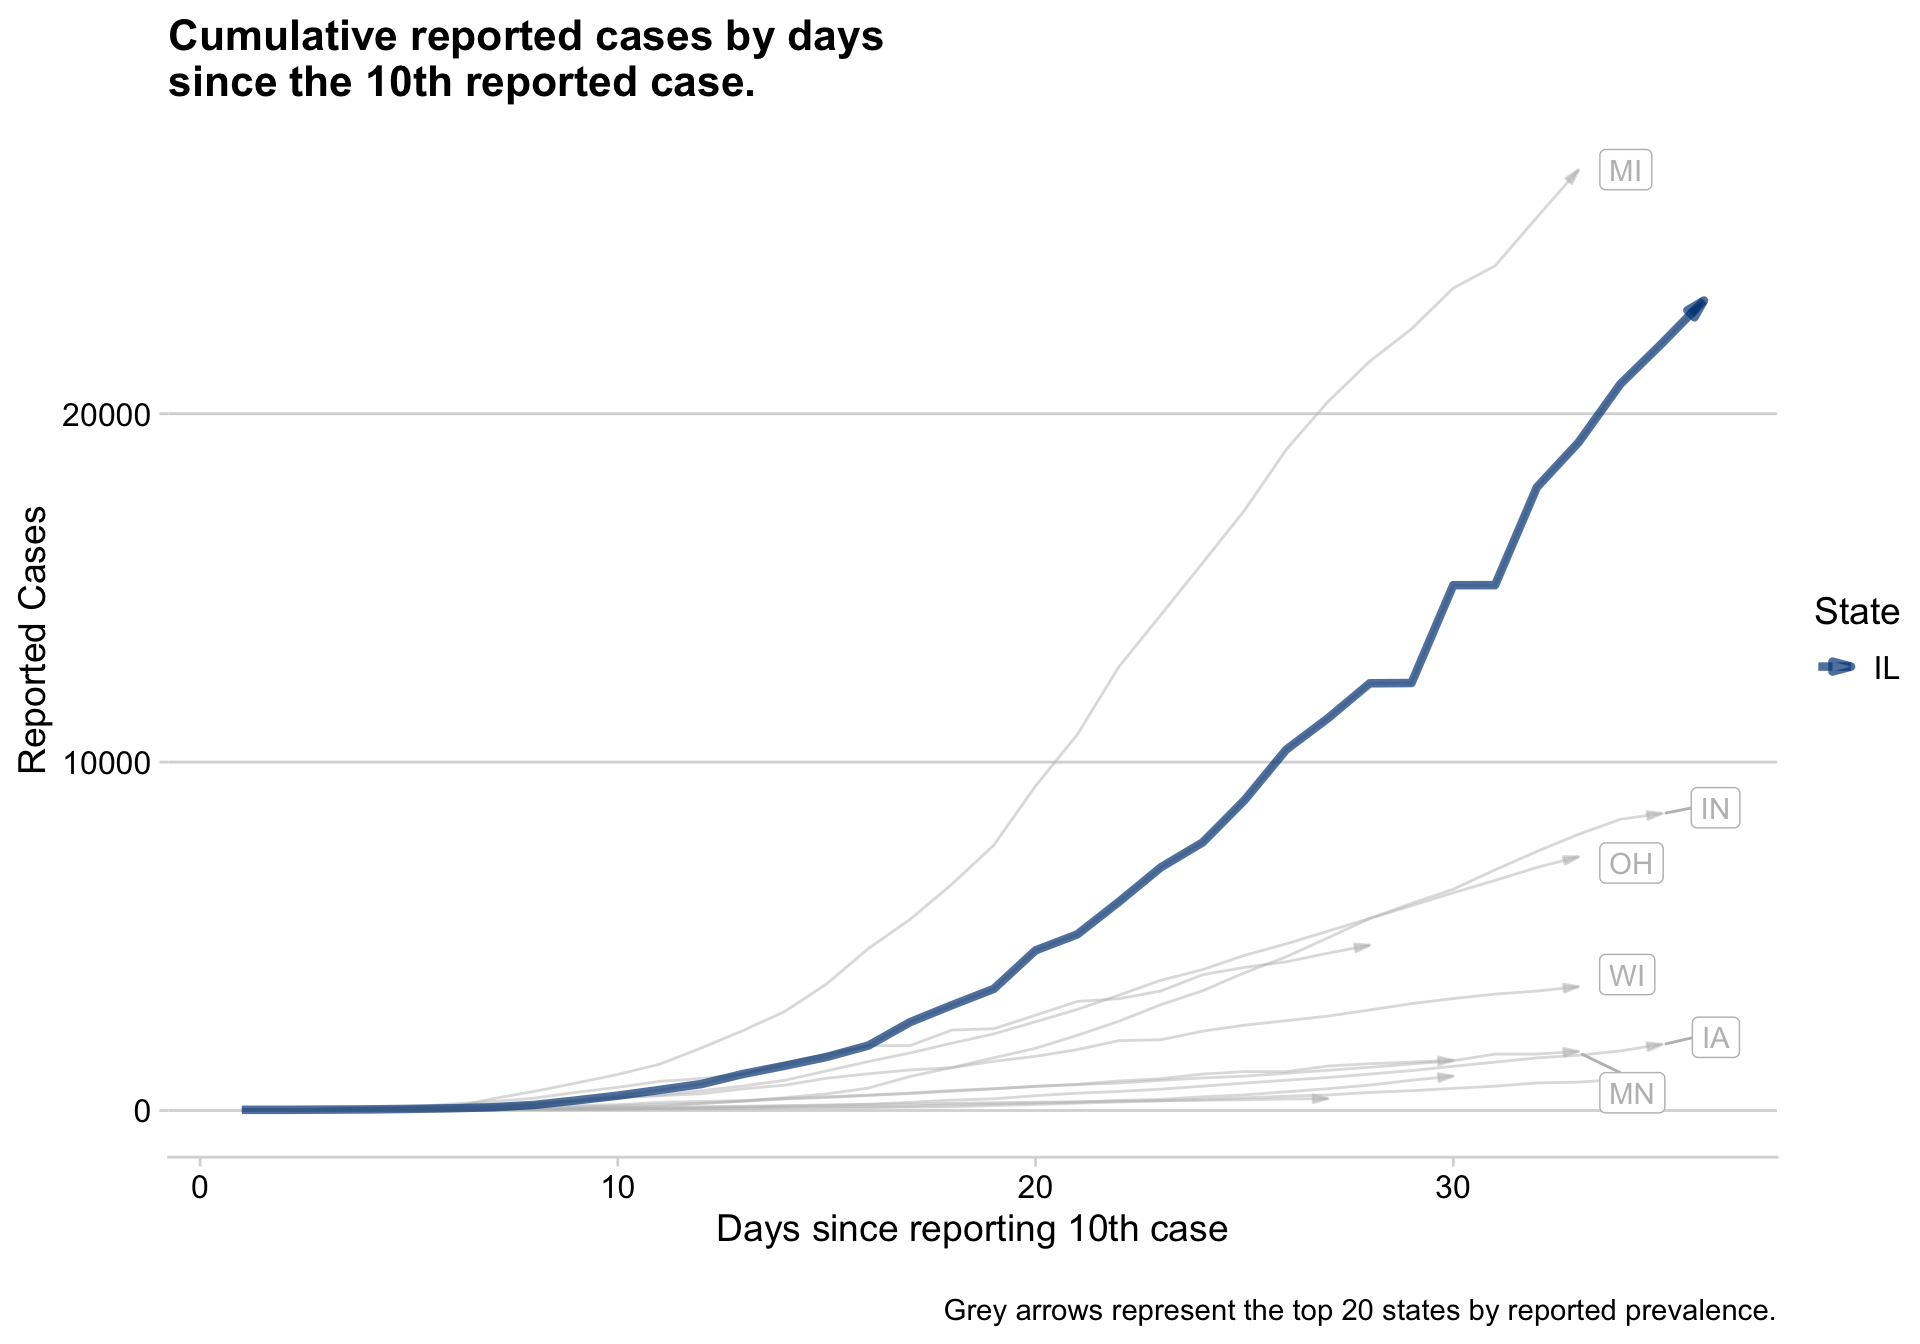 Cumulative reported cases by days
since the 10th reported case.
MI
20000
Reported Cases
State
IL
10000
IN
OH
WI
IA
MN
0
0 10 20 30
Days since reporting 10th case
Grey arrows represent the top 20 states by reported prevalence.